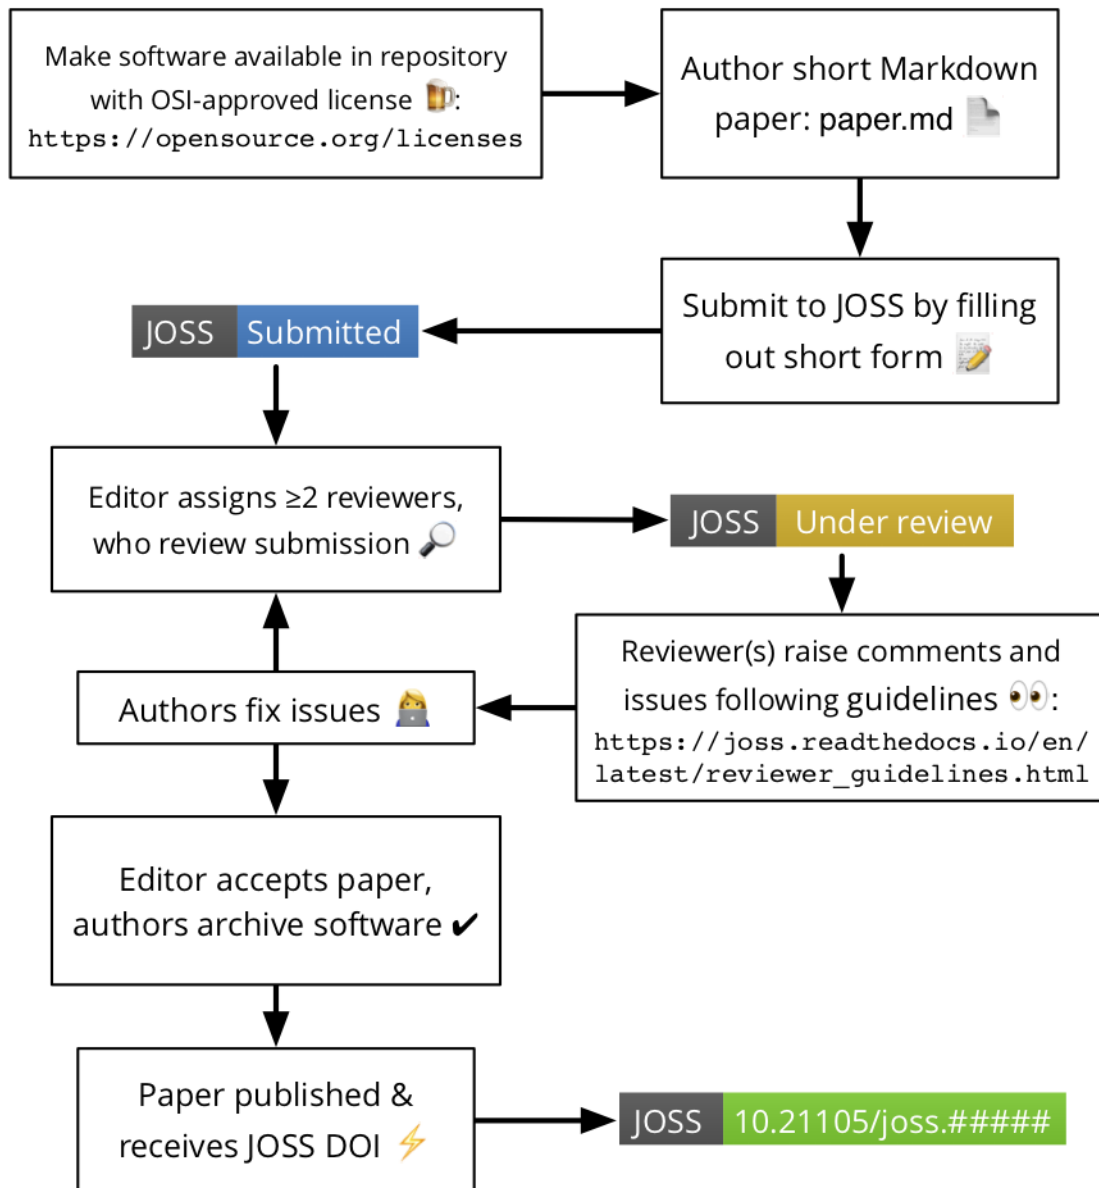 Make software available in repository
with OSI-approved license 🍺:
https://opensource.org/licenses
Author short Markdown
paper: paper.md 📄
Submit to JOSS by filling
out short form 📝
JOSS Submitted
Editor assigns ≥2 reviewers,
who review submission 🔎
JOSS Under review
Reviewer(s) raise comments and
issues following guidelines 👀:
https://joss.readthedocs.io/en/
latest/reviewer_guidelines.html
Authors fix issues 👩‍💻
Editor accepts paper,
authors archive software ✔
Paper published &
receives JOSS DOI ⚡
JOSS 10.21105/joss.#####